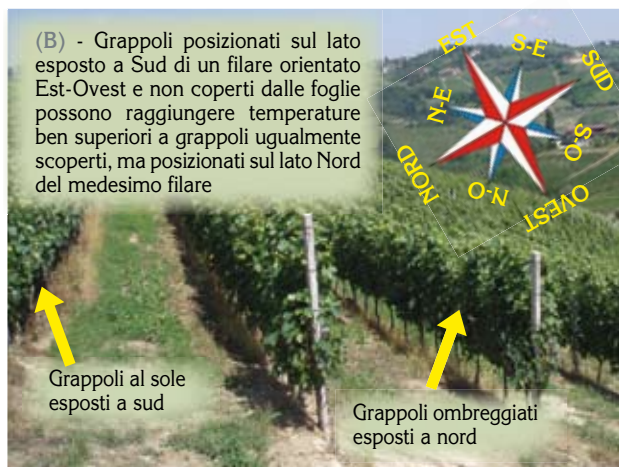 (B) - Grappoli posizionati sul lato
esposto a Sud di un filare orientato
Est-Ovest e non coperti dalle foglie
possono raggiungere temperature
ben superiori a grappoli ugualmente
scoperti, ma posizionati sul lato Nord
del medesimo filare
EST
S-E
SUD
N-E
S-O
NORD
N-O
OVEST
Grappoli al sole
esposti a sud
Grappoli ombreggiati
esposti a nord